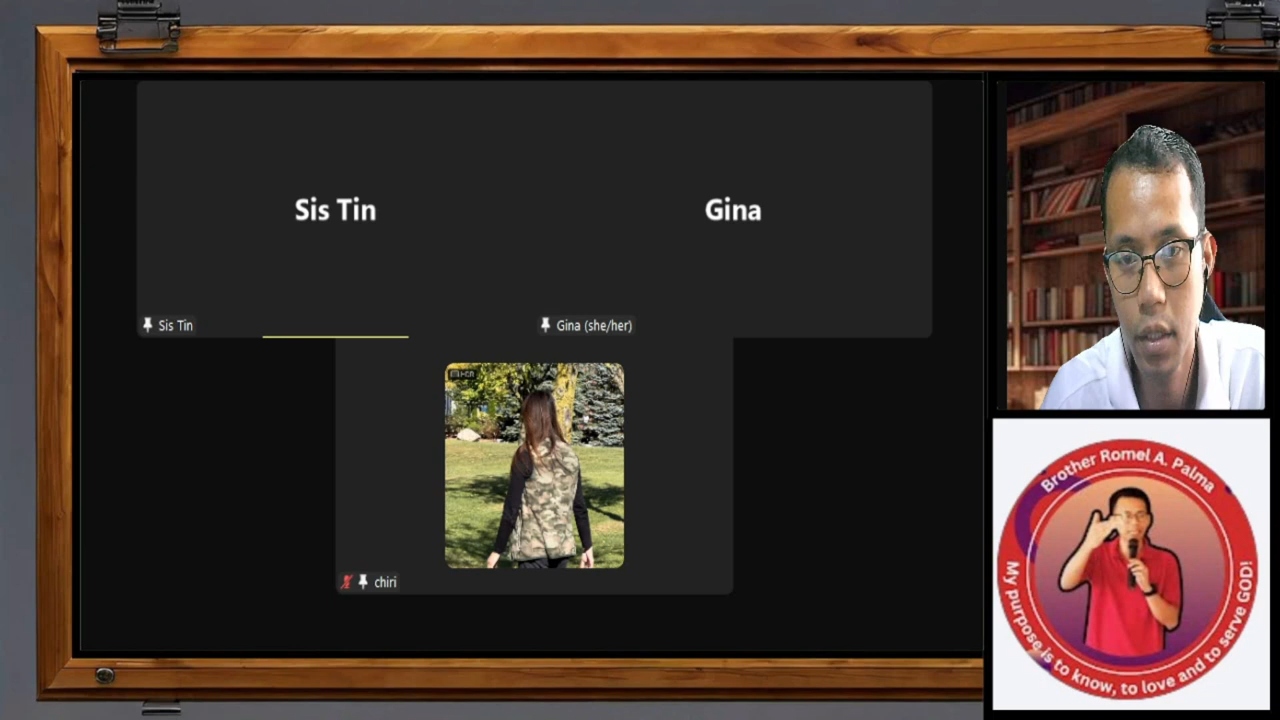 Sis Tin
Gina
Sis Tin
Gina (she/her)
chiri
Brother Romel A. Palma
My purpose is to know, to love and to serve GOD!